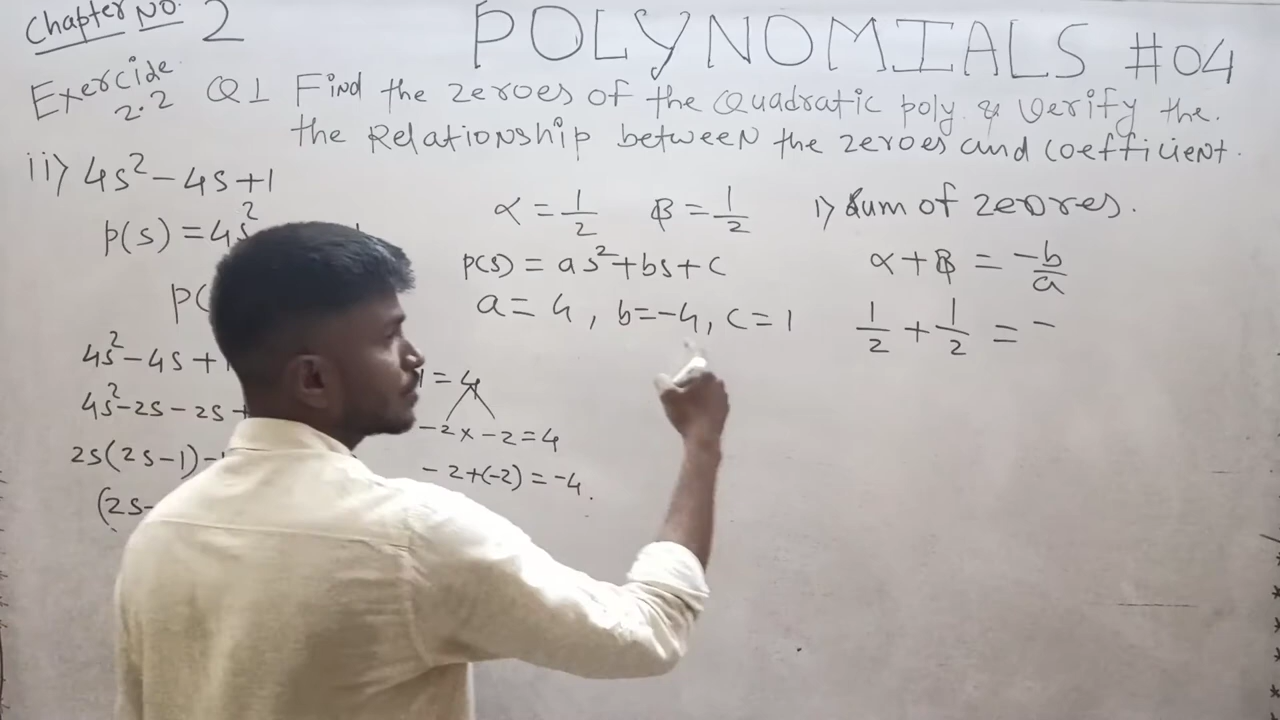 Chapter No. 2
POLYNOMIALS #04
Exercide 2.2 Q1 Find the zeroes of the Quadratic poly & Verify the.
the Relationship between the zeroes and coefficient.
ii) 4s² - 4s + 1
p(s) = 4s²
p(
4s² - 4s +
4s² - 2s - 2s +
2s(2s - 1) -
(2s -
1 = 4
-2 × -2 = 4
-2 + (-2) = -4.
α = 1/2 β = 1/2
p(s) = as² + bs + c
a = 4, b = -4, c = 1
1) Sum of zeores.
α + β = -b/a
1/2 + 1/2 = -